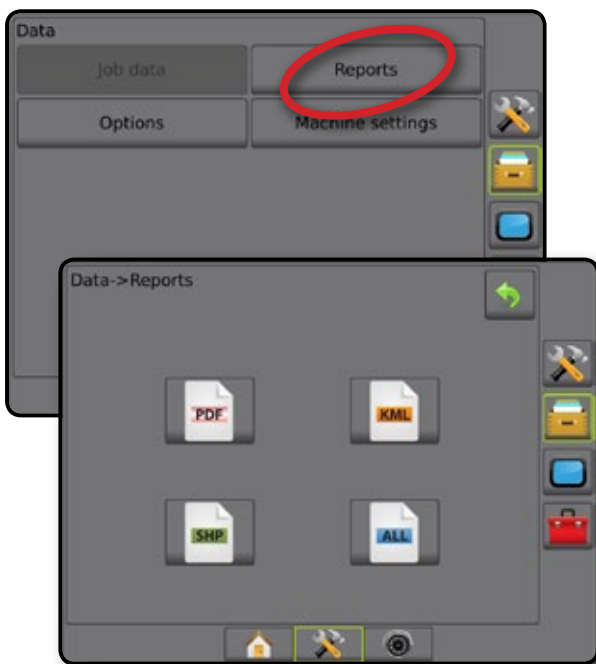 Data
Job data
Reports
Options
Machine settings
Data->Reports
PDF
KML
SHP
ALL